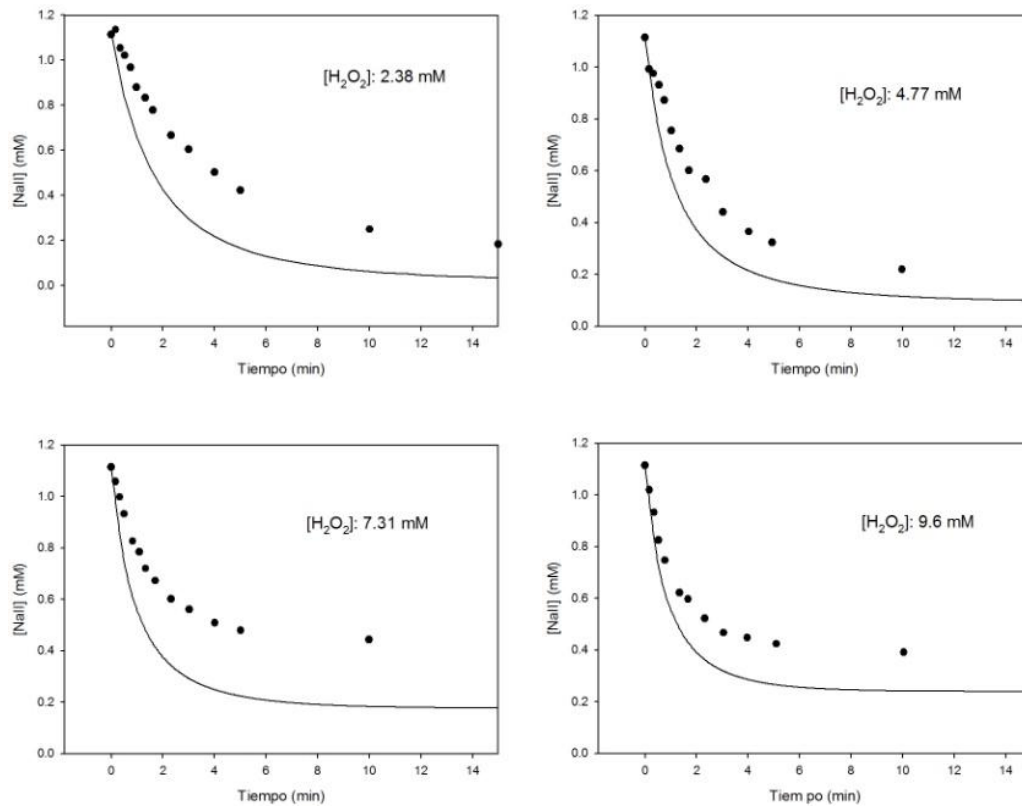 1.2
1.0
0.8
0.6
0.4
0.2
0.0
[NaII] (mM)
[H₂O₂]: 2.38 mM
0 2 4 6 8 10 12 14
Tiempo (min)
1.2
1.0
0.8
0.6
0.4
0.2
0.0
[NaII] (mM)
[H₂O₂]: 4.77 mM
0 2 4 6 8 10 12 14
Tiempo (min)
1.2
1.0
0.8
0.6
0.4
0.2
0.0
[NaII] (mM)
[H₂O₂]: 7.31 mM
0 2 4 6 8 10 12 14
Tiempo (min)
1.2
1.0
0.8
0.6
0.4
0.2
0.0
[NaII] (mM)
[H₂O₂]: 9.6 mM
0 2 4 6 8 10 12 14
Tiem po (min)